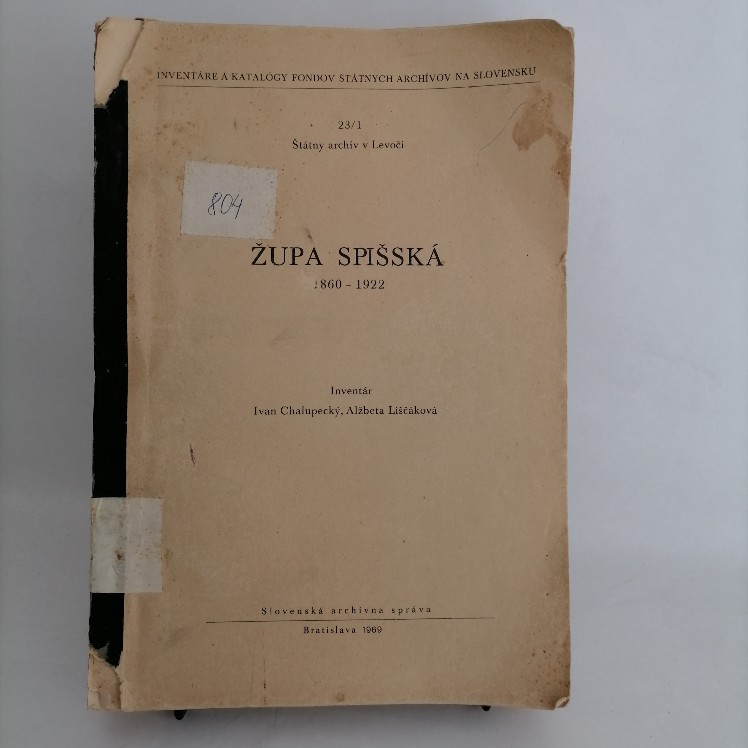 INVENTÁRE A KATALÓGY FONDOV ŠTÁTNYCH ARCHÍVOV NA SLOVENSKU
23/1
Štátny archív v Levoči
804
ŽUPA SPIŠSKÁ
1860 – 1922
Inventár
Ivan Chalupecký, Alžbeta Liščáková
Slovenská archívna správa
Bratislava 1969